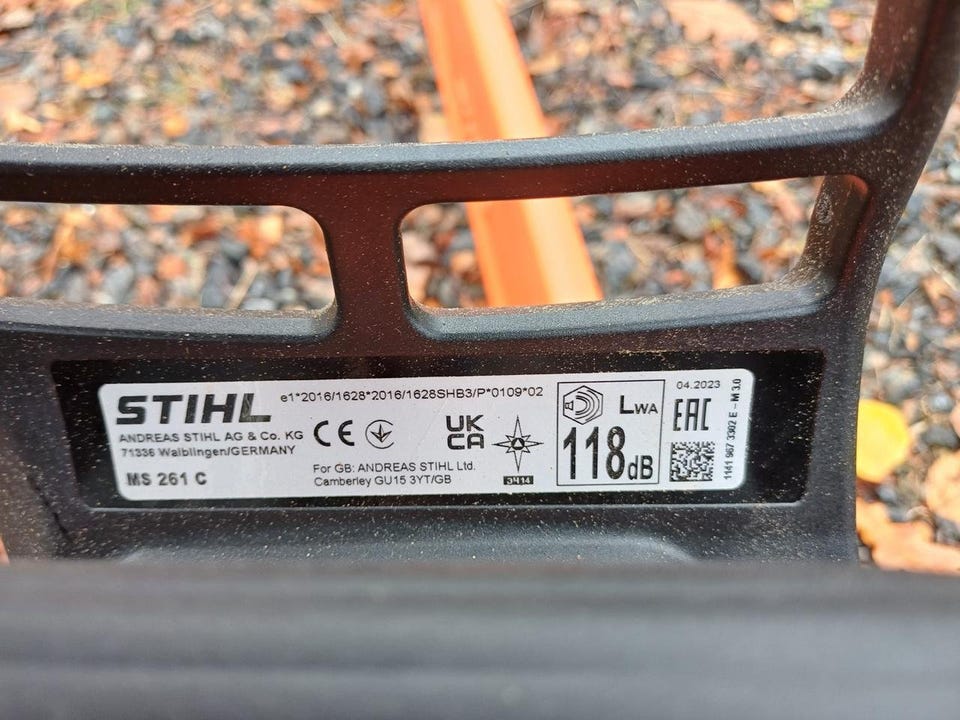 STIHL
e1*2016/1628*2016/1628SHB3/P*0109*02
ANDREAS STIHL AG & Co. KG
71336 Waiblingen/GERMANY
MS 261 C
CE
UK
CA
For GB: ANDREAS STIHL Ltd.
Camberley GU15 3YT/GB
LWA
118dB
04.2023
EAC
1141 967 3302 E – M 3.0